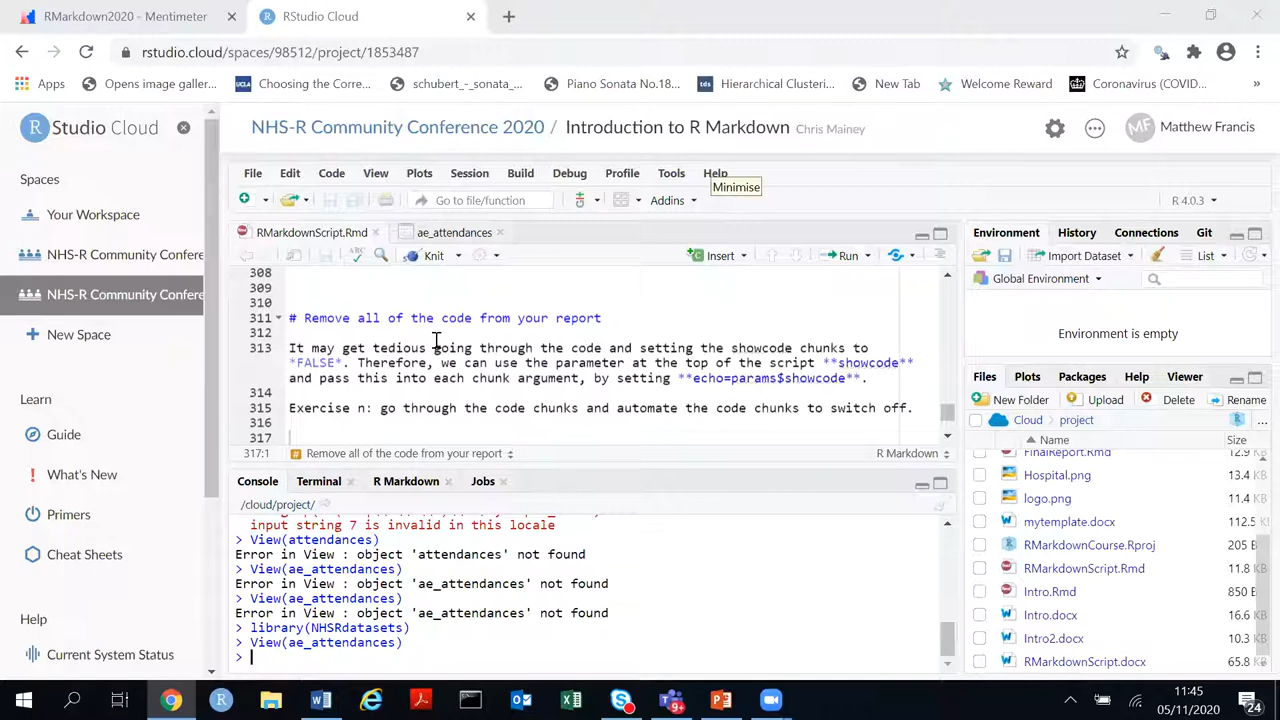 RMarkdown2020 - Mentimeter
RStudio Cloud
rstudio.cloud/spaces/98512/project/1853487
Apps
Opens image galler...
Choosing the Corre...
schubert_-_sonata_...
Piano Sonata No.18...
Hierarchical Clusteri...
New Tab
Welcome Reward
Coronavirus (COVID...
R Studio Cloud
NHS-R Community Conference 2020 / Introduction to R Markdown Chris Mainey
MF Matthew Francis
Spaces
Your Workspace
NHS-R Community Confere
NHS-R Community Confere
New Space
Learn
Guide
What's New
Primers
Cheat Sheets
Help
Current System Status
File Edit Code View Plots Session Build Debug Profile Tools Help
Minimise
Go to file/function
Addins
R 4.0.3
RMarkdownScript.Rmd
ae_attendances
ABC
Knit
Insert
Run
308
309
310
311 # Remove all of the code from your report
312
313 It may get tedious going through the code and setting the showcode chunks to
*FALSE*. Therefore, we can use the parameter at the top of the script **showcode**
and pass this into each chunk argument, by setting **echo=params$showcode**.
314
315 Exercise n: go through the code chunks and automate the code chunks to switch off.
316
317
317:1 # Remove all of the code from your report R Markdown
Console Terminal R Markdown Jobs
/cloud/project/
input string 7 is invalid in this locale
> View(attendances)
Error in View : object 'attendances' not found
> View(ae_attendances)
Error in View : object 'ae_attendances' not found
> View(ae_attendances)
Error in View : object 'ae_attendances' not found
> library(NHSRdatasets)
> View(ae_attendances)
>
Environment History Connections Git
Import Dataset List
Global Environment
Environment is empty
Files Plots Packages Help Viewer
New Folder Upload Delete Rename
Cloud project ...
Name Size
FinalReport.Rmd 12.9 K
Hospital.png 13.4 K
logo.png 11.4 K
mytemplate.docx 112.5
RMarkdownCourse.Rproj 205 B
RMarkdownScript.Rmd 11.8 K
Intro.Rmd 850 B
Intro.docx 16.6 K
Intro2.docx 10.3 K
RMarkdownScript.docx 65.8 K
9+
11:45
05/11/2020
24